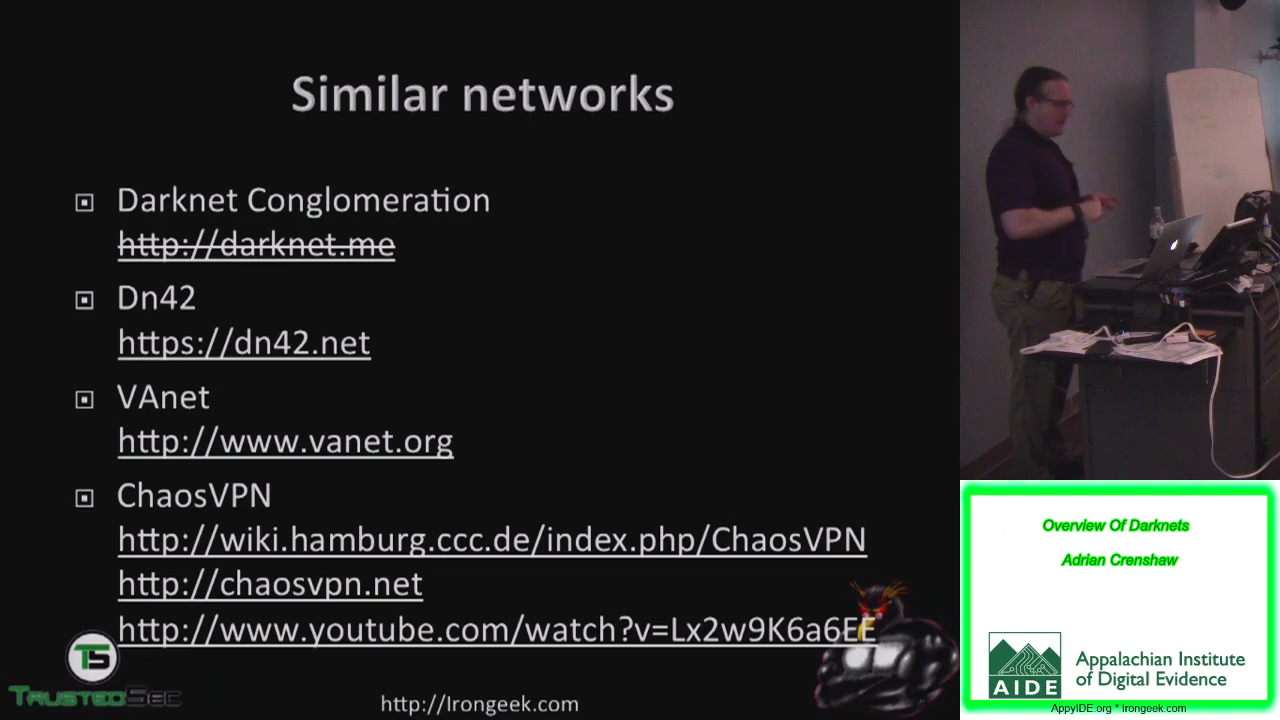 Similar networks
Darknet Conglomeration
http://darknet.me
Dn42
https://dn42.net
VAnet
http://www.vanet.org
ChaosVPN
http://wiki.hamburg.ccc.de/index.php/ChaosVPN
http://chaosvpn.net
http://www.youtube.com/watch?v=Lx2w9K6a6EE
TS
TRUSTEDSEC
http://Irongeek.com
Overview Of Darknets
Adrian Crenshaw
AIDE
Appalachian Institute
of Digital Evidence
AppyIDE.org * Irongeek.com